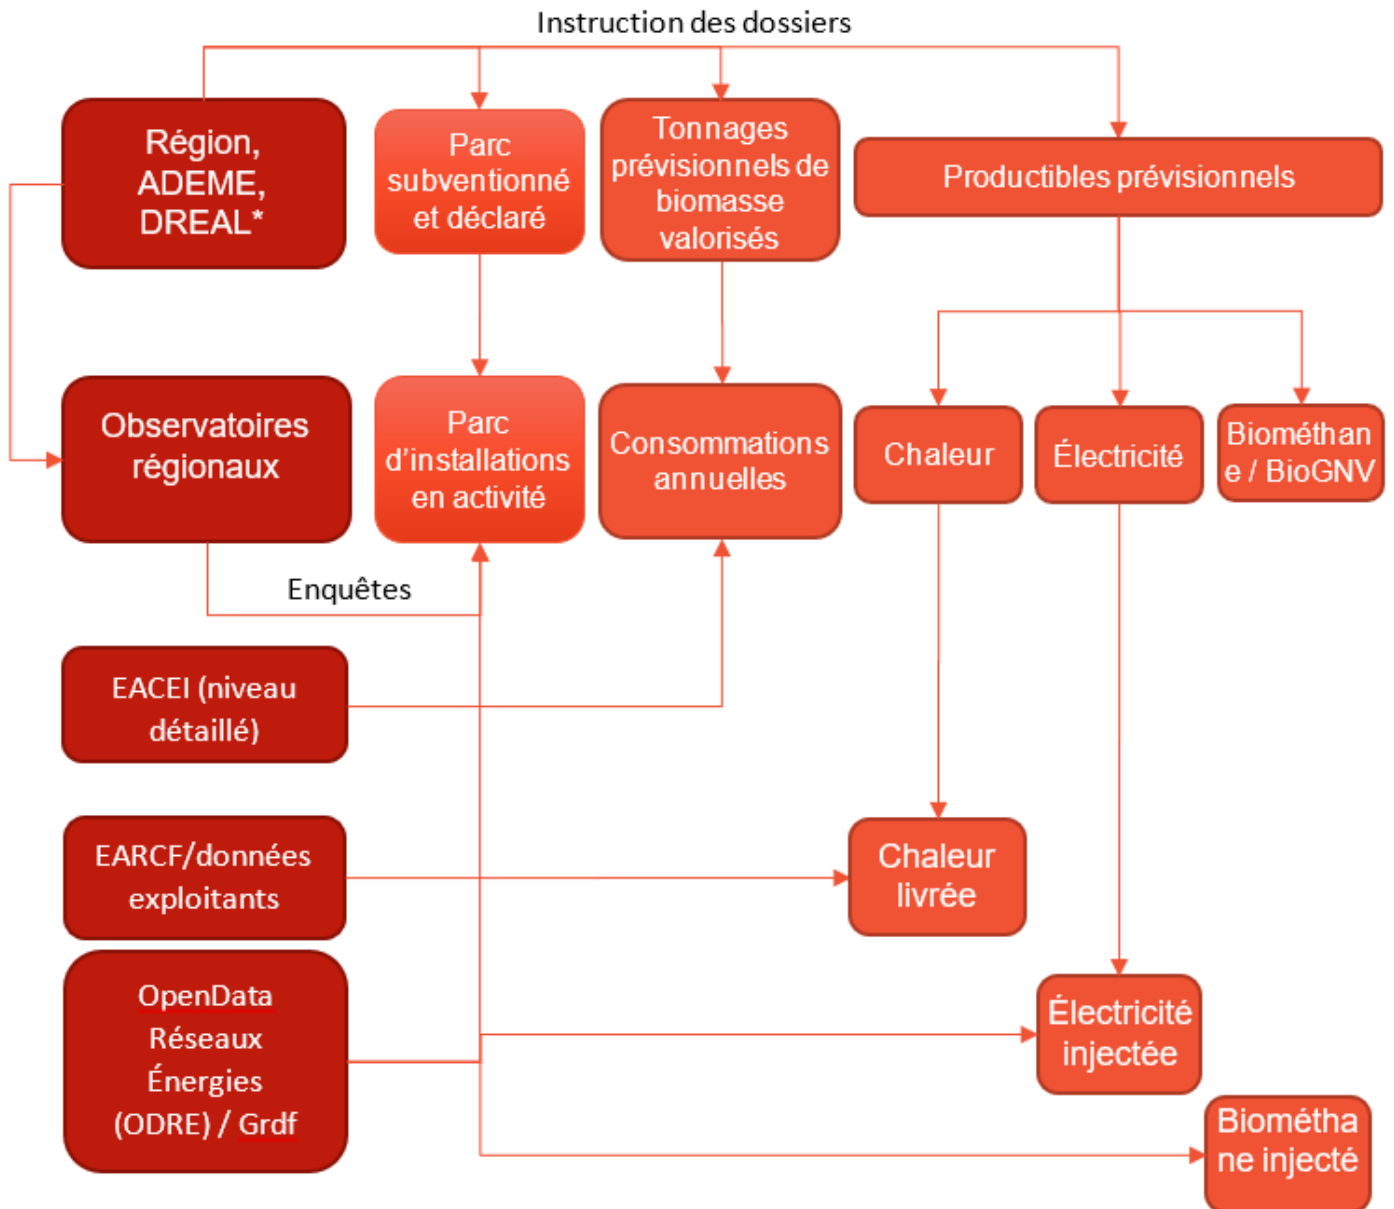 Instruction des dossiers
Région,
ADEME,
DREAL*
Parc
subventionné
et déclaré
Tonnages
prévisionnels de
biomasse
valorisés
Productibles prévisionnels
Observatoires
régionaux
Parc
d’installations
en activité
Consommations
annuelles
Chaleur
Électricité
Biométhan
e / BioGNV
Enquêtes
EACEI (niveau
détaillé)
EARCF/données
exploitants
Chaleur
livrée
OpenData
Réseaux
Énergies
(ODRE) / Grdf
Électricité
injectée
Biométha
ne injecté